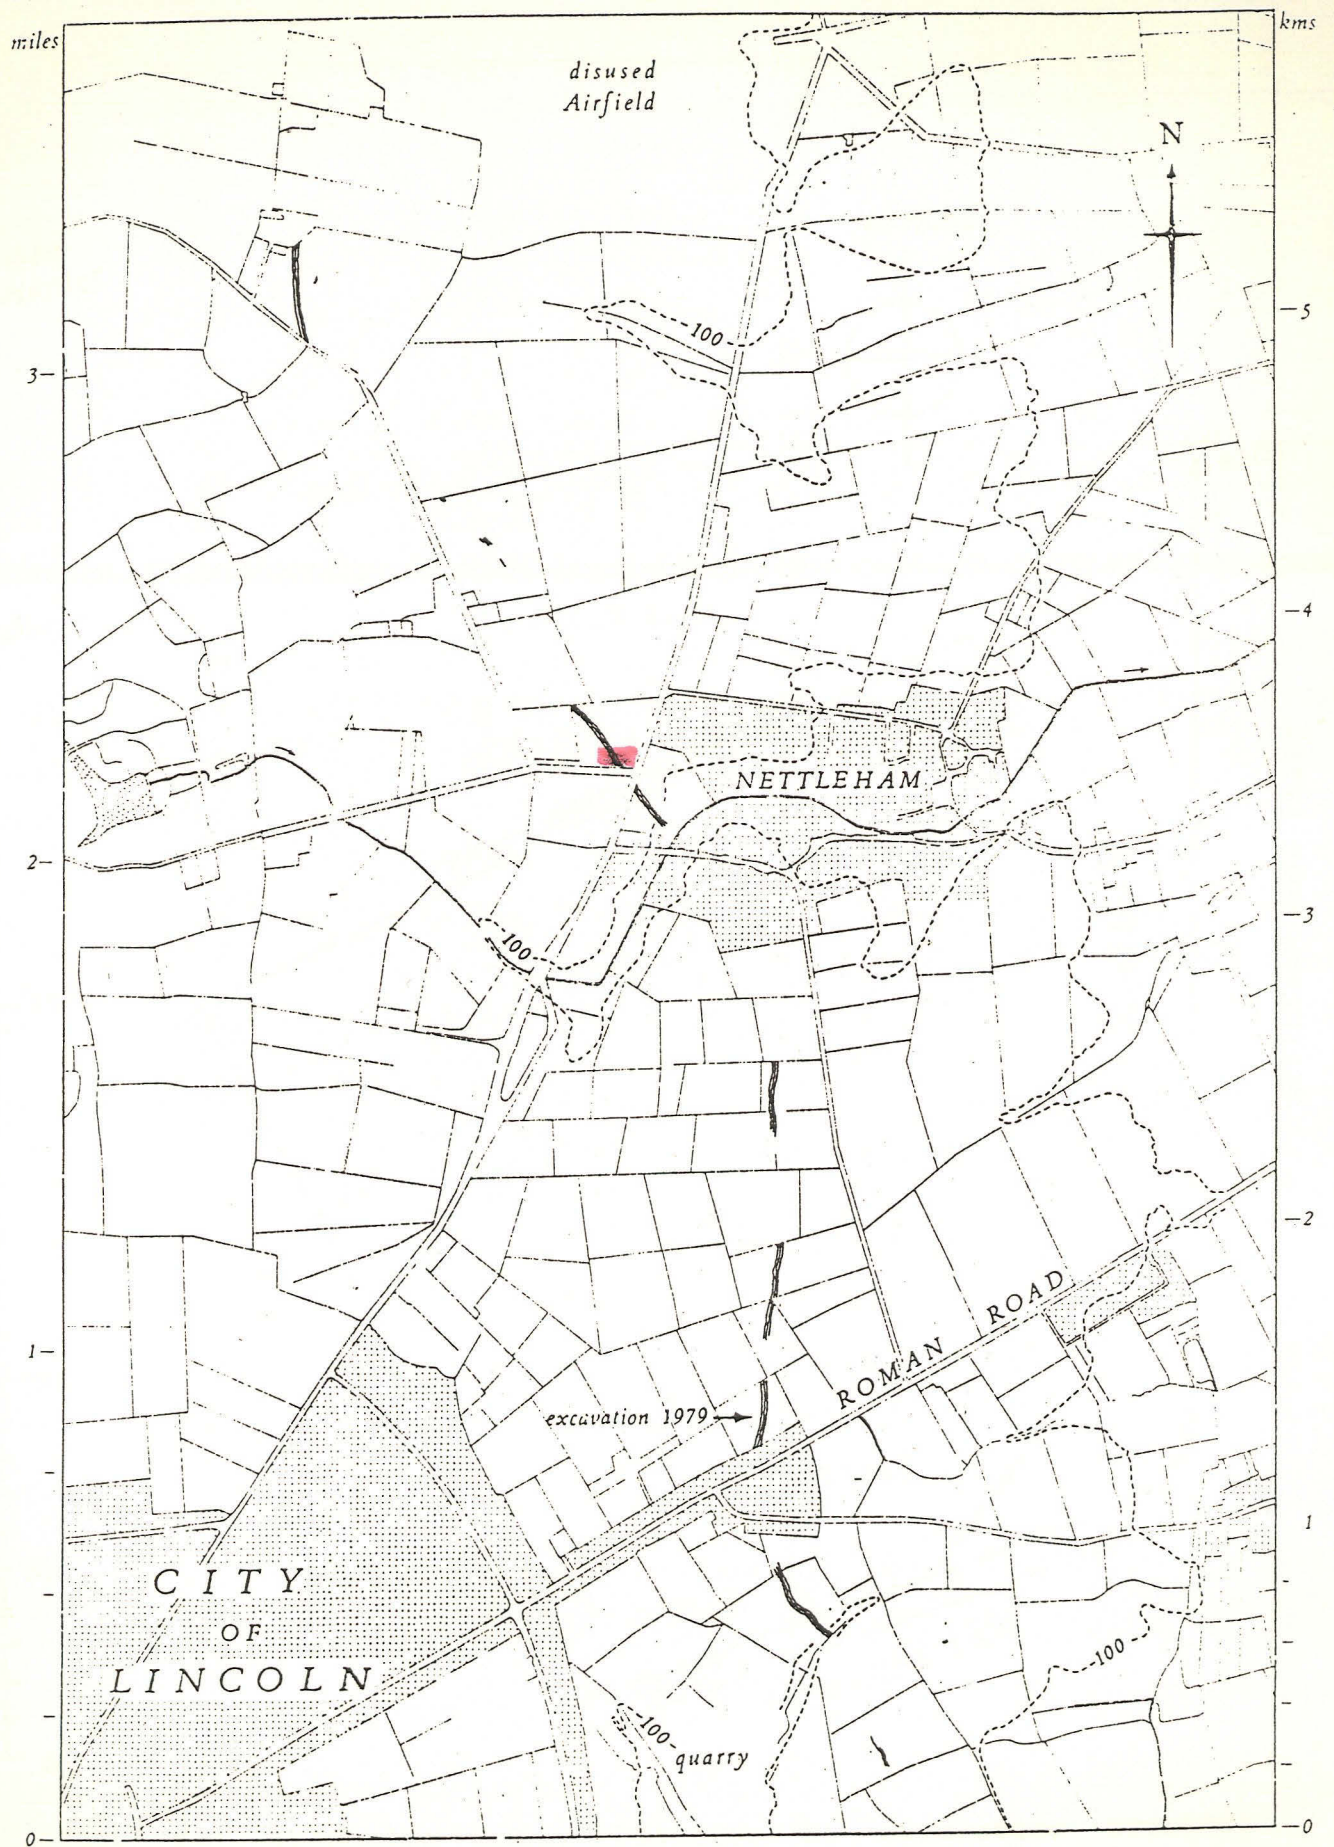 miles
kms
disused
Airfield
N
100
5
3
4
NETTLEHAM
2
100
3
2
ROMAN ROAD
1
excavation 1979
1
CITY
OF
LINCOLN
100
100
quarry
0
0